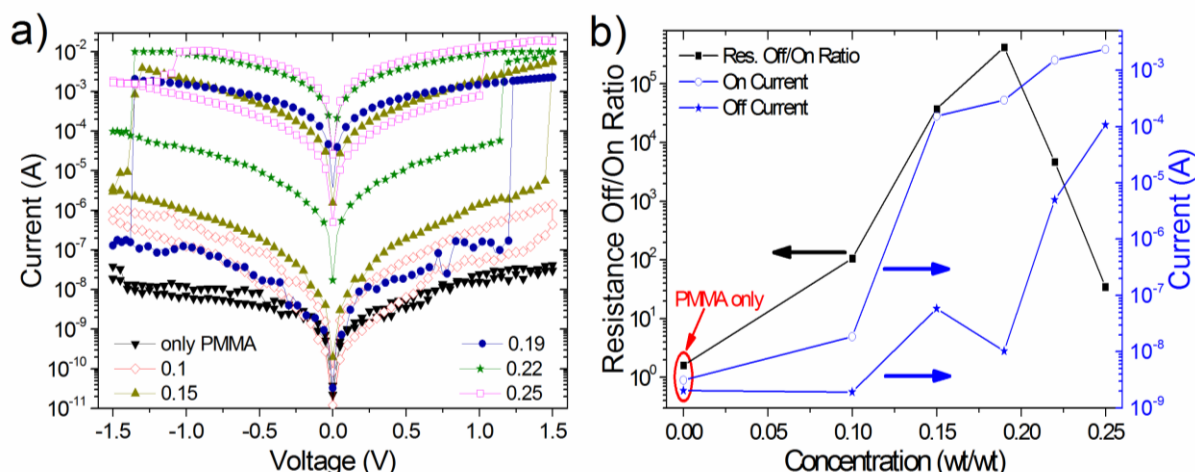 a)
10⁻²
10⁻³
10⁻⁴
10⁻⁵
10⁻⁶
10⁻⁷
10⁻⁸
10⁻⁹
10⁻¹⁰
10⁻¹¹
Current (A)
only PMMA
0.1
0.15
0.19
0.22
0.25
-1.5 -1.0 -0.5 0.0 0.5 1.0 1.5
Voltage (V)
b)
Res. Off/On Ratio
On Current
Off Current
10⁵
10⁴
10³
10²
10¹
10⁰
Resistance Off/On Ratio
PMMA only
10⁻³
10⁻⁴
10⁻⁵
10⁻⁶
10⁻⁷
10⁻⁸
10⁻⁹
Current (A)
0.00 0.05 0.10 0.15 0.20 0.25
Concentration (wt/wt)